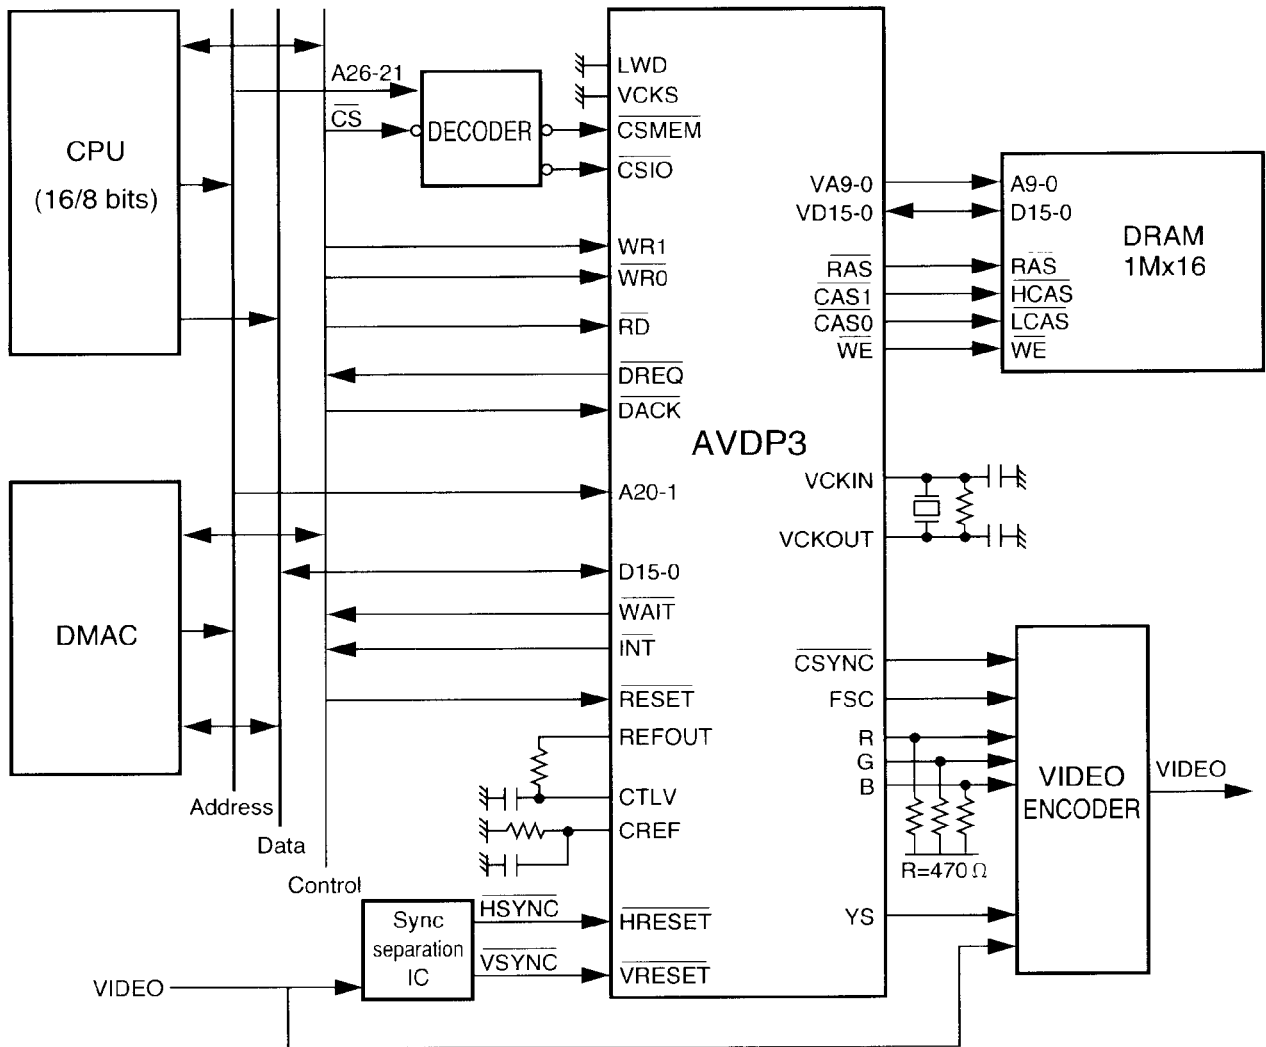 CPU
(16/8 bits)
A26-21
CS
DECODER
LWD
VCKS
CSMEM
CSIO
WR1
WR0
RD
DREQ
DACK
A20-1
D15-0
WAIT
INT
RESET
REFOUT
CTLV
CREF
HRESET
VRESET
AVDP3
VA9-0
VD15-0
RAS
CAS1
CAS0
WE
A9-0
D15-0
RAS
HCAS
LCAS
WE
DRAM
1Mx16
VCKIN
VCKOUT
CSYNC
FSC
R
G
B
R=470Ω
YS
VIDEO
ENCODER
VIDEO
DMAC
Address
Data
Control
Sync
separation
IC
HSYNC
VSYNC
VIDEO